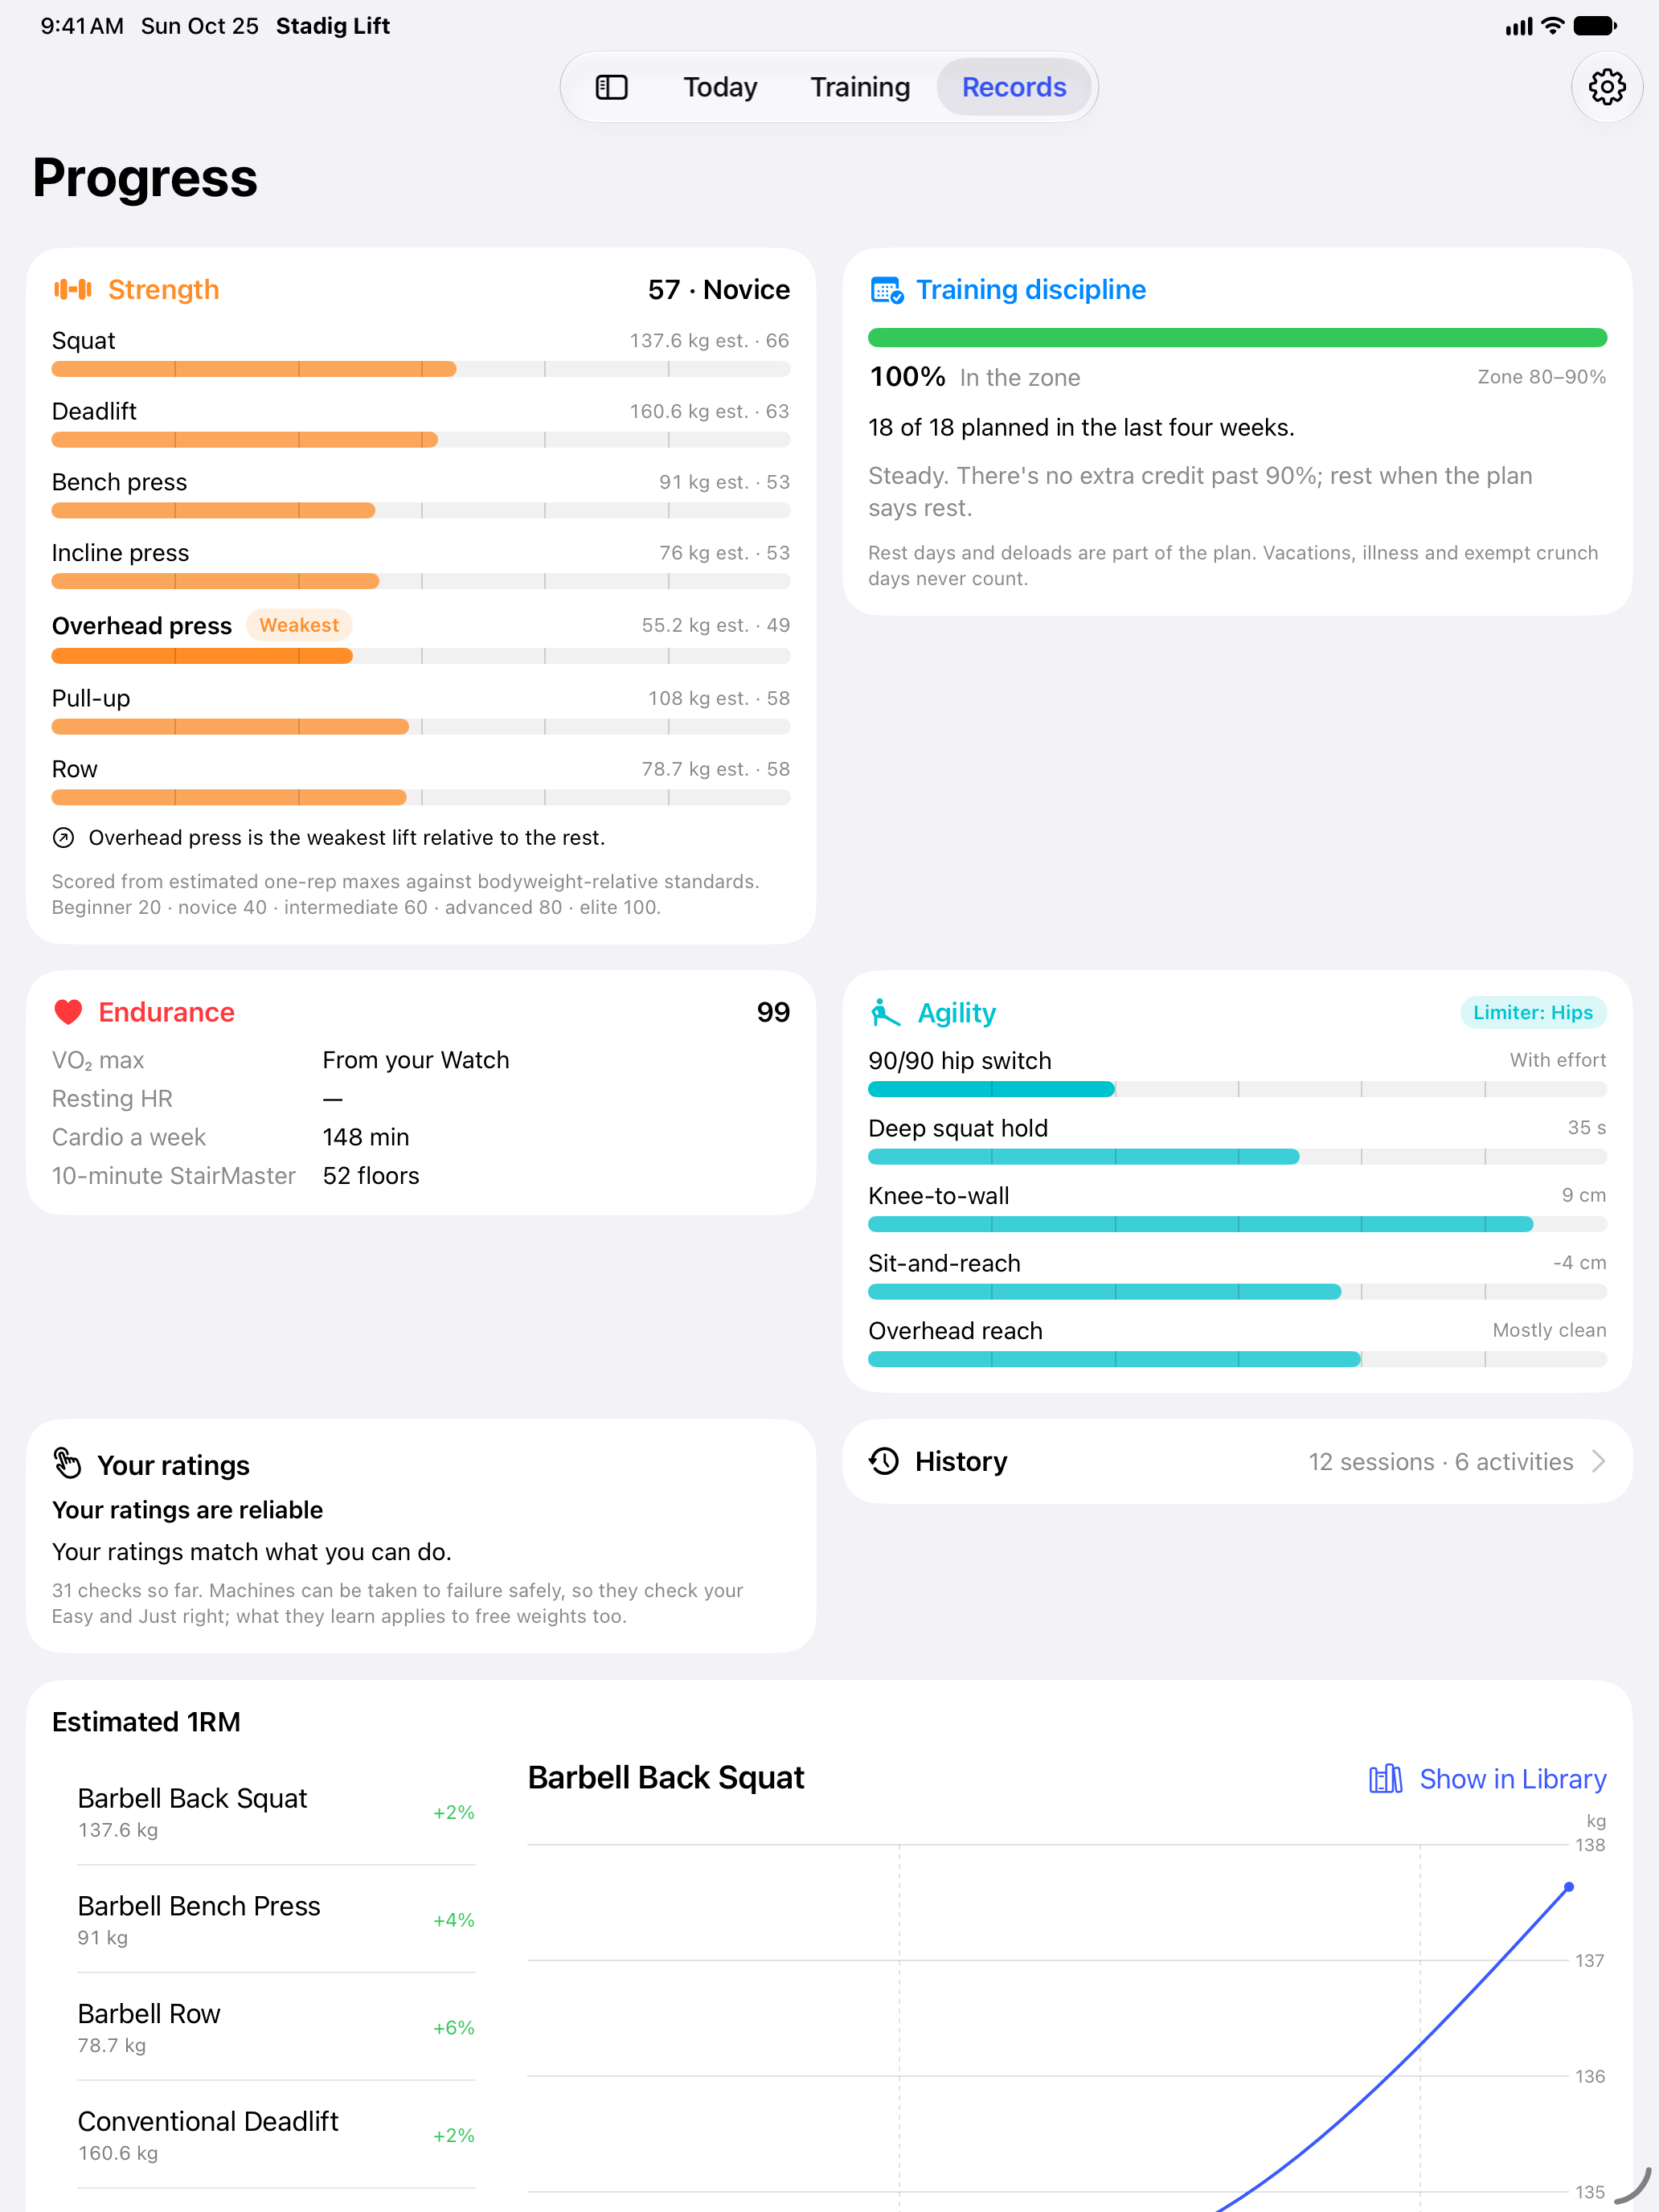 9:41 AM Sun Oct 25 Stadig Lift
Today Training Records
Progress
Strength 57 · Novice
Squat 137.6 kg est. · 66
Deadlift 160.6 kg est. · 63
Bench press 91 kg est. · 53
Incline press 76 kg est. · 53
Overhead press Weakest 55.2 kg est. · 49
Pull-up 108 kg est. · 58
Row 78.7 kg est. · 58
Overhead press is the weakest lift relative to the rest.
Scored from estimated one-rep maxes against bodyweight-relative standards.
Beginner 20 · novice 40 · intermediate 60 · advanced 80 · elite 100.
Training discipline
100% In the zone Zone 80–90%
18 of 18 planned in the last four weeks.
Steady. There's no extra credit past 90%; rest when the plan
says rest.
Rest days and deloads are part of the plan. Vacations, illness and exempt crunch
days never count.
Endurance 99
VO₂ max From your Watch
Resting HR —
Cardio a week 148 min
10-minute StairMaster 52 floors
Agility Limiter: Hips
90/90 hip switch With effort
Deep squat hold 35 s
Knee-to-wall 9 cm
Sit-and-reach -4 cm
Overhead reach Mostly clean
Your ratings
Your ratings are reliable
Your ratings match what you can do.
31 checks so far. Machines can be taken to failure safely, so they check your
Easy and Just right; what they learn applies to free weights too.
History 12 sessions · 6 activities
Estimated 1RM
Barbell Back Squat +2%
137.6 kg
Barbell Bench Press +4%
91 kg
Barbell Row +6%
78.7 kg
Conventional Deadlift +2%
160.6 kg
Barbell Back Squat Show in Library
kg
138
137
136
135